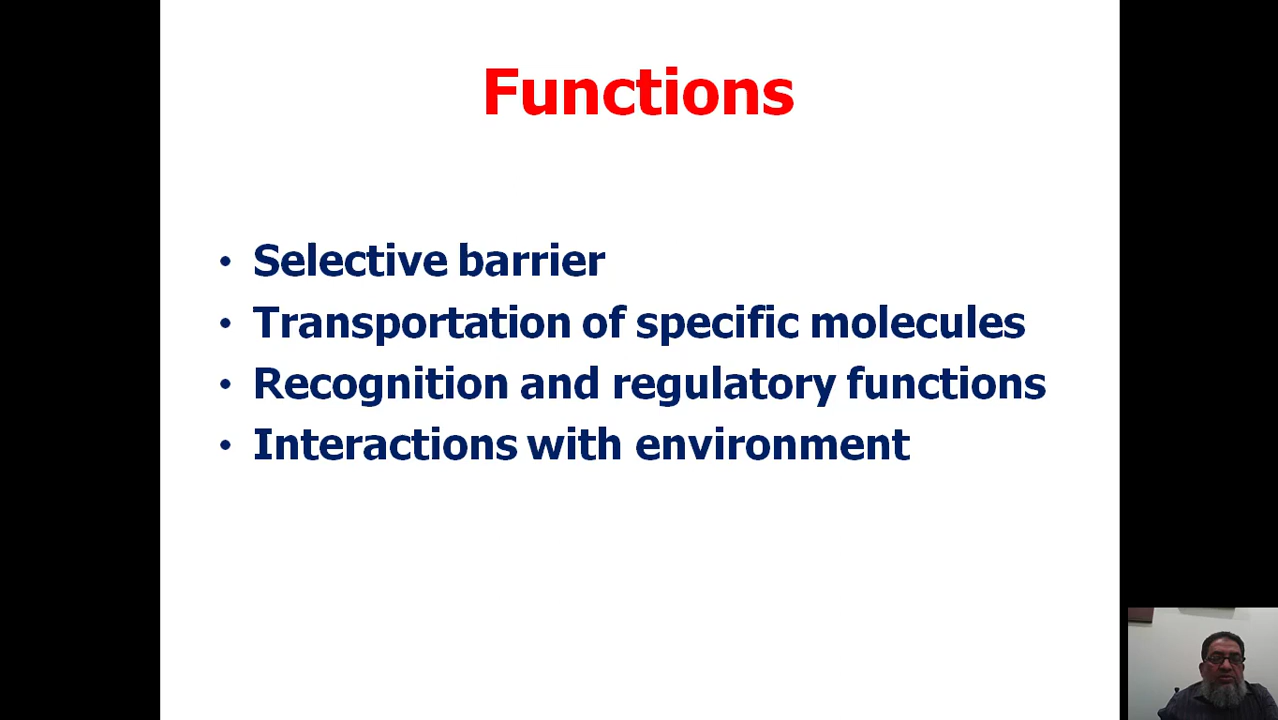 Functions
• Selective barrier
• Transportation of specific molecules
• Recognition and regulatory functions
• Interactions with environment